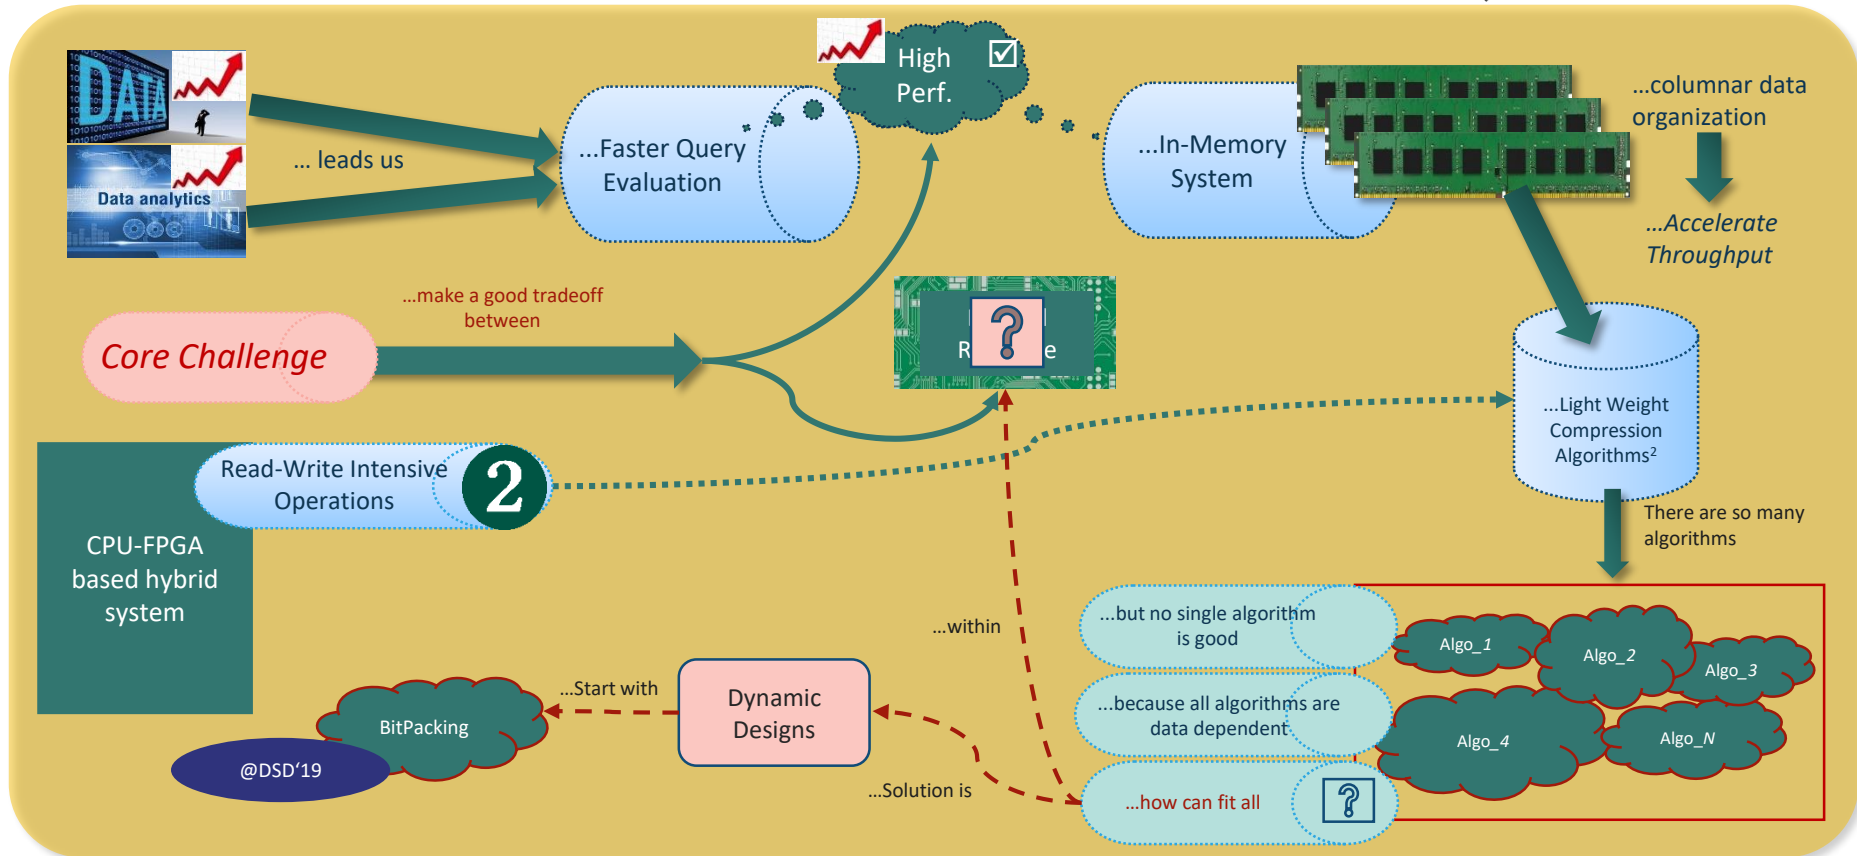 DATA
Data analytics
... leads us
...Faster Query
Evaluation
High
Perf.
...In-Memory
System
...columnar data
organization
...Accelerate
Throughput
Core Challenge
...make a good tradeoff
between
...Light Weight
Compression
Algorithms²
There are so many
algorithms
CPU-FPGA
based hybrid
system
Read-Write Intensive
Operations
2
...but no single algorithm
is good
...because all algorithms are
data dependent
...how can fit all
?
Algo_1
Algo_2
Algo_3
Algo_4
Algo_N
...within
...Solution is
Dynamic
Designs
...Start with
BitPacking
@DSD‘19